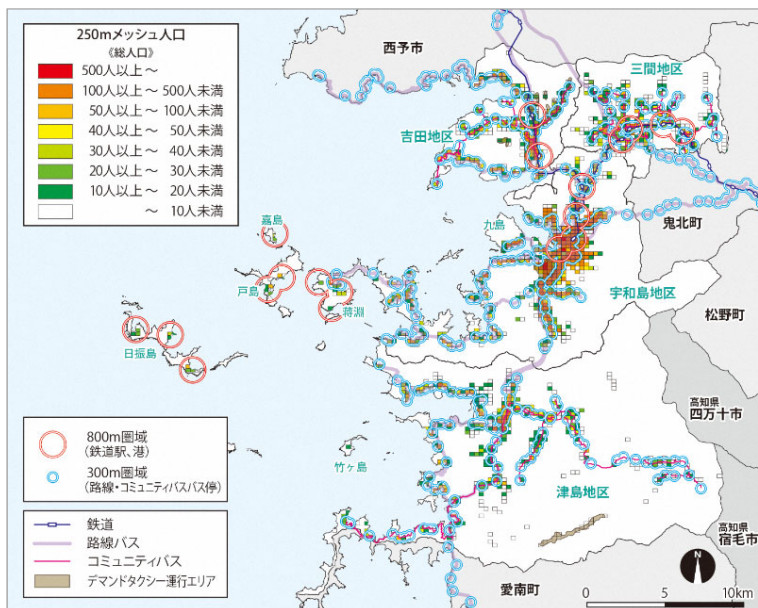 250mメッシュ人口
《総人口》
500人以上～
100人以上～500人未満
50人以上～100人未満
40人以上～50人未満
30人以上～40人未満
20人以上～30人未満
10人以上～20人未満
～10人未満
西予市
三間地区
吉田地区
鬼北町
嘉島
九島
戸島
蒋淵
宇和島地区
松野町
日振島
高知県
四万十市
竹ヶ島
津島地区
高知県
宿毛市
愛南町
800m圏域
(鉄道駅、港)
300m圏域
(路線・コミュニティバスバス停)
鉄道
路線バス
コミュニティバス
デマンドタクシー運行エリア
N
0 5 10km